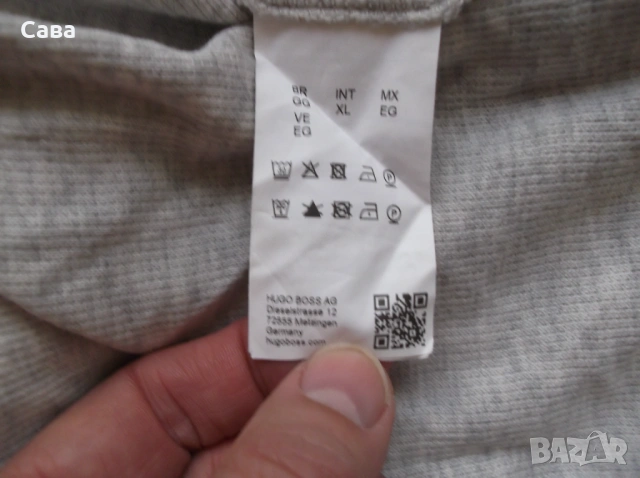 Сава
BR INT MX
GG XL EG
VE
EG
HUGO BOSS AG
Dieselstrasse 12
72555 Metzingen
Germany
hugoboss.com
BAZAR